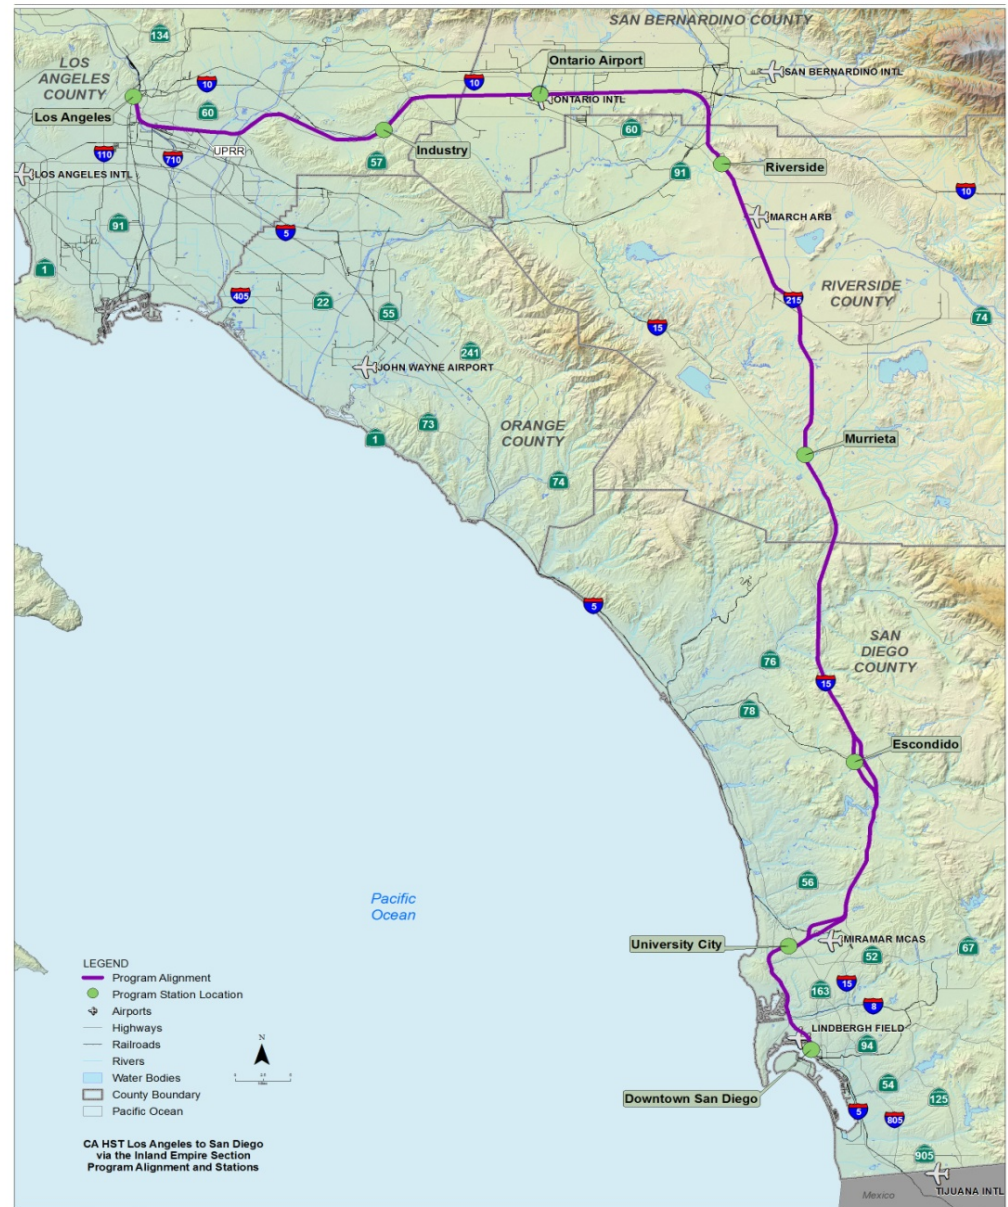 SAN BERNARDINO COUNTY
134
LOS
ANGELES
COUNTY
10
10
Ontario Airport
SAN BERNARDINO INTL
Los Angeles
60
ONTARIO INTL
60
UPRR
Industry
110
710
57
91
Riverside
LOS ANGELES INTL
10
91
5
MARCH ARB
1
405
22
55
215
RIVERSIDE
COUNTY
15
74
241
JOHN WAYNE AIRPORT
73
1
ORANGE
COUNTY
Murrieta
74
5
SAN
DIEGO
COUNTY
76
15
78
Escondido
56
Pacific
Ocean
University City
MIRAMAR MCAS
67
52
15
163
8
LINDBERGH FIELD
94
Downtown San Diego
54
125
5
805
905
TIJUANA INTL
Mexico
LEGEND
Program Alignment
Program Station Location
Airports
Highways
Railroads
Rivers
Water Bodies
County Boundary
Pacific Ocean
N
CA HST Los Angeles to San Diego
via the Inland Empire Section
Program Alignment and Stations